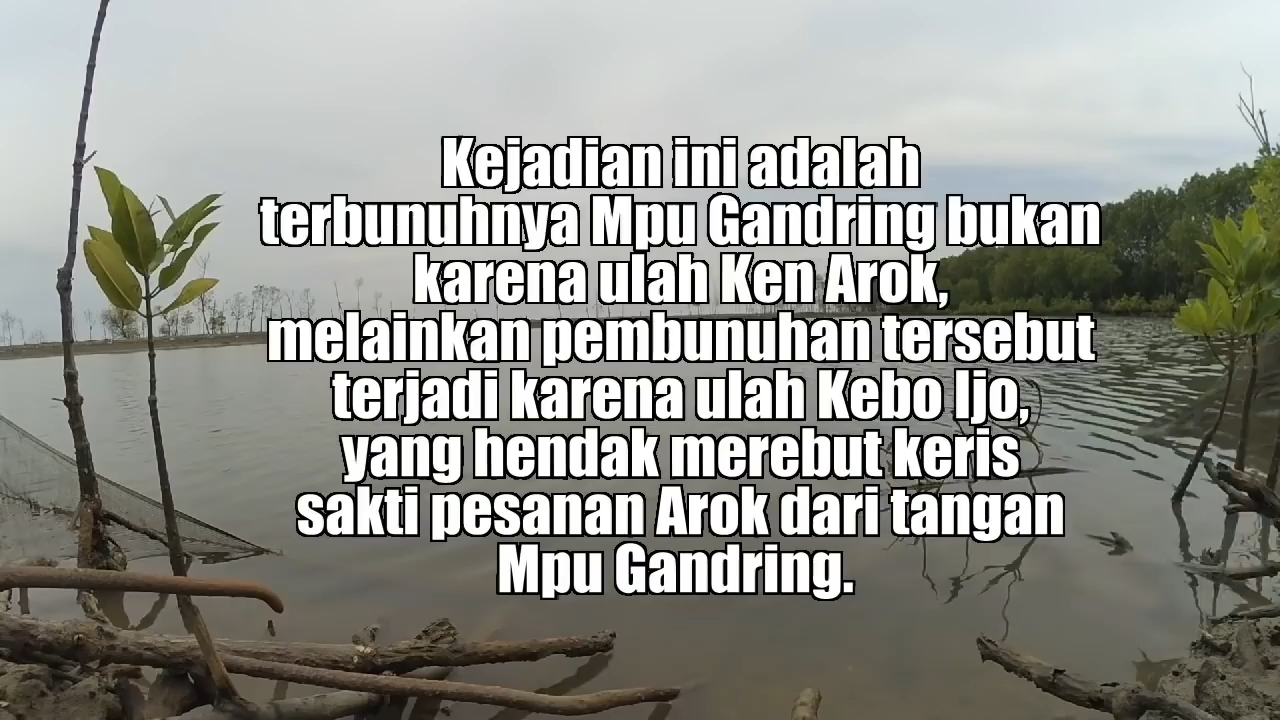 Kejadian ini adalah
terbunuhnya Mpu Gandring bukan
karena ulah Ken Arok,
melainkan pembunuhan tersebut
terjadi karena ulah Kebo Ijo,
yang hendak merebut keris
sakti pesanan Arok dari tangan
Mpu Gandring.